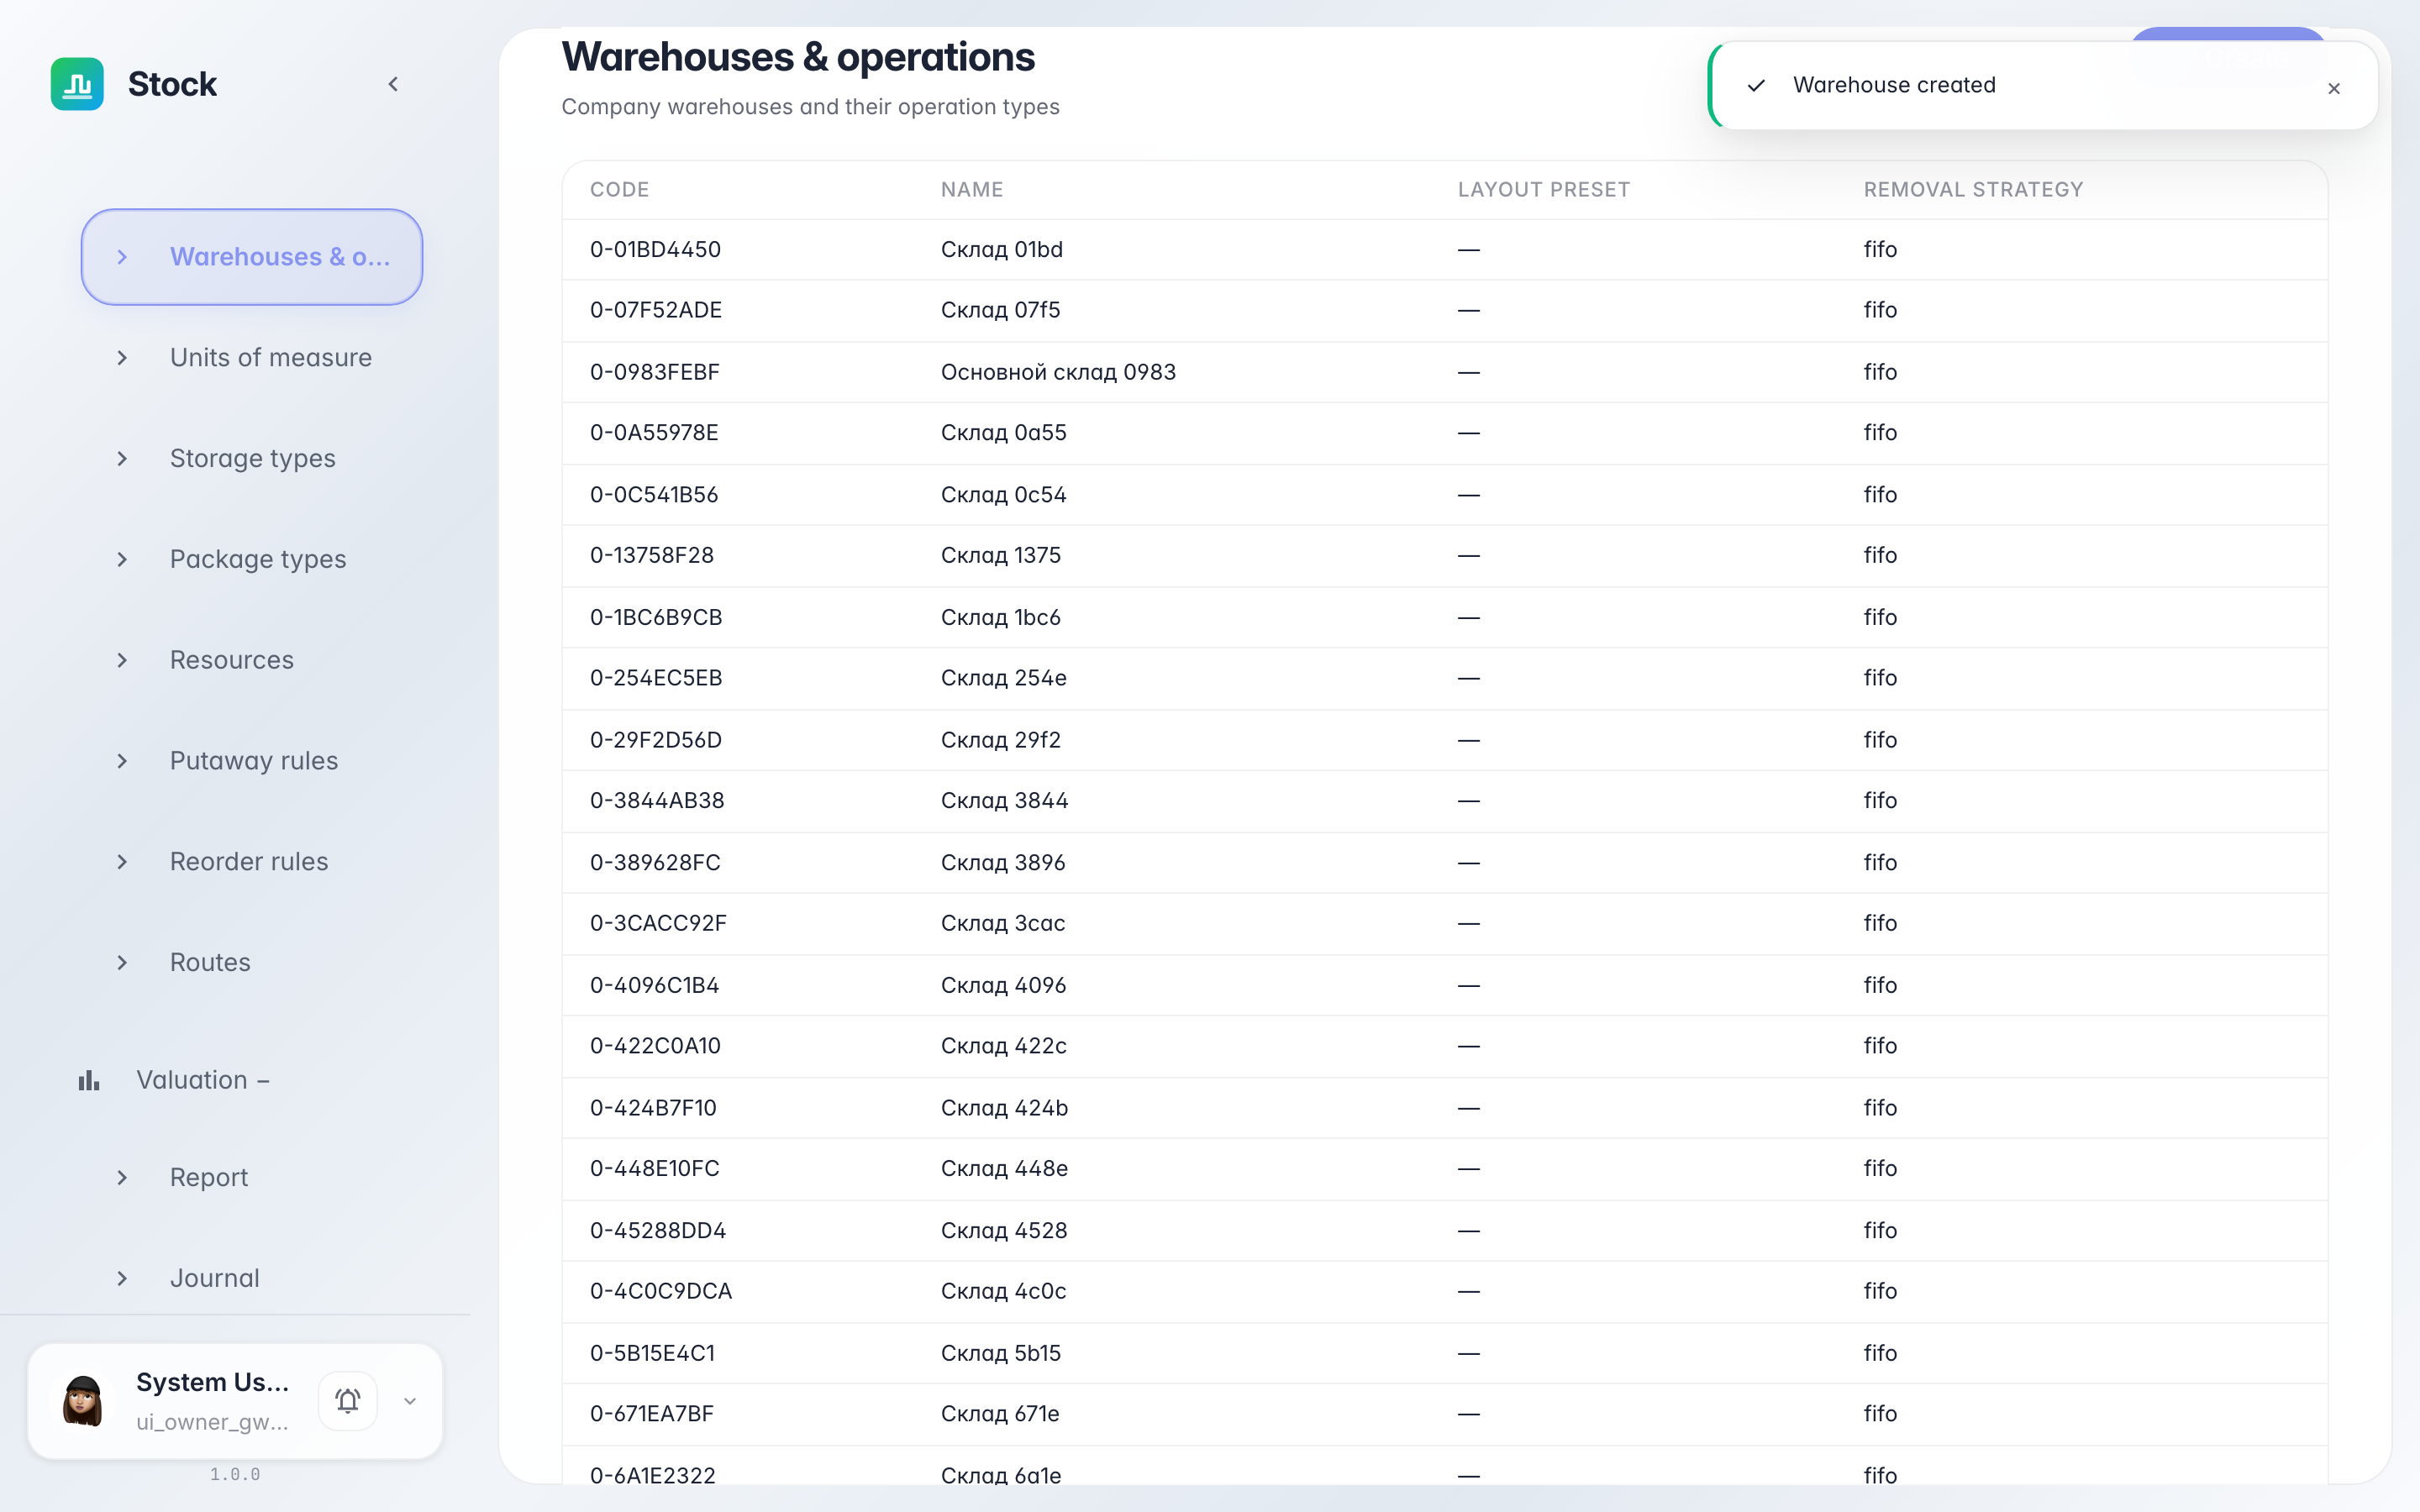 Stock
Warehouses & o...
Units of measure
Storage types
Package types
Resources
Putaway rules
Reorder rules
Routes
Valuation –
Report
Journal
System Us...
ui_owner_gw...
1.0.0
Warehouses & operations
Company warehouses and their operation types
Warehouse created
CODE NAME LAYOUT PRESET REMOVAL STRATEGY
0-01BD4450 Склад 01bd — fifo
0-07F52ADE Склад 07f5 — fifo
0-0983FEBF Основной склад 0983 — fifo
0-0A55978E Склад 0a55 — fifo
0-0C541B56 Склад 0c54 — fifo
0-13758F28 Склад 1375 — fifo
0-1BC6B9CB Склад 1bc6 — fifo
0-254EC5EB Склад 254e — fifo
0-29F2D56D Склад 29f2 — fifo
0-3844AB38 Склад 3844 — fifo
0-389628FC Склад 3896 — fifo
0-3CACC92F Склад 3cac — fifo
0-4096C1B4 Склад 4096 — fifo
0-422C0A10 Склад 422c — fifo
0-424B7F10 Склад 424b — fifo
0-448E10FC Склад 448e — fifo
0-45288DD4 Склад 4528 — fifo
0-4C0C9DCA Склад 4c0c — fifo
0-5B15E4C1 Склад 5b15 — fifo
0-671EA7BF Склад 671e — fifo
0-6A1E2322 Склад 6a1e — fifo